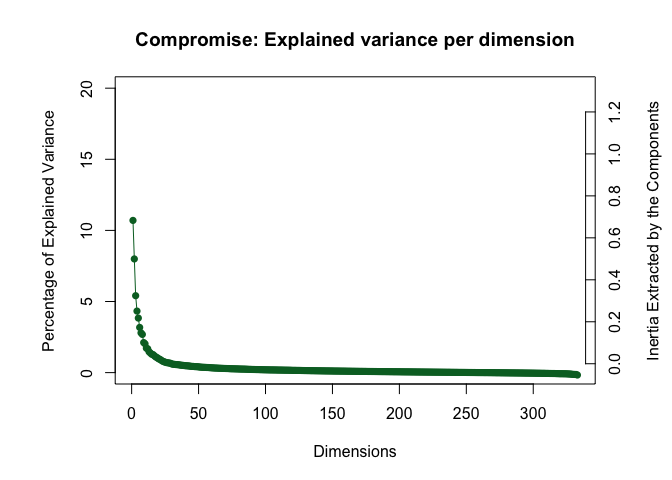 Compromise: Explained variance per dimension
Percentage of Explained Variance
20
15
10
5
0
1.2
1.0
0.8
0.6
0.4
0.2
0.0
Inertia Extracted by the Components
0 50 100 150 200 250 300
Dimensions